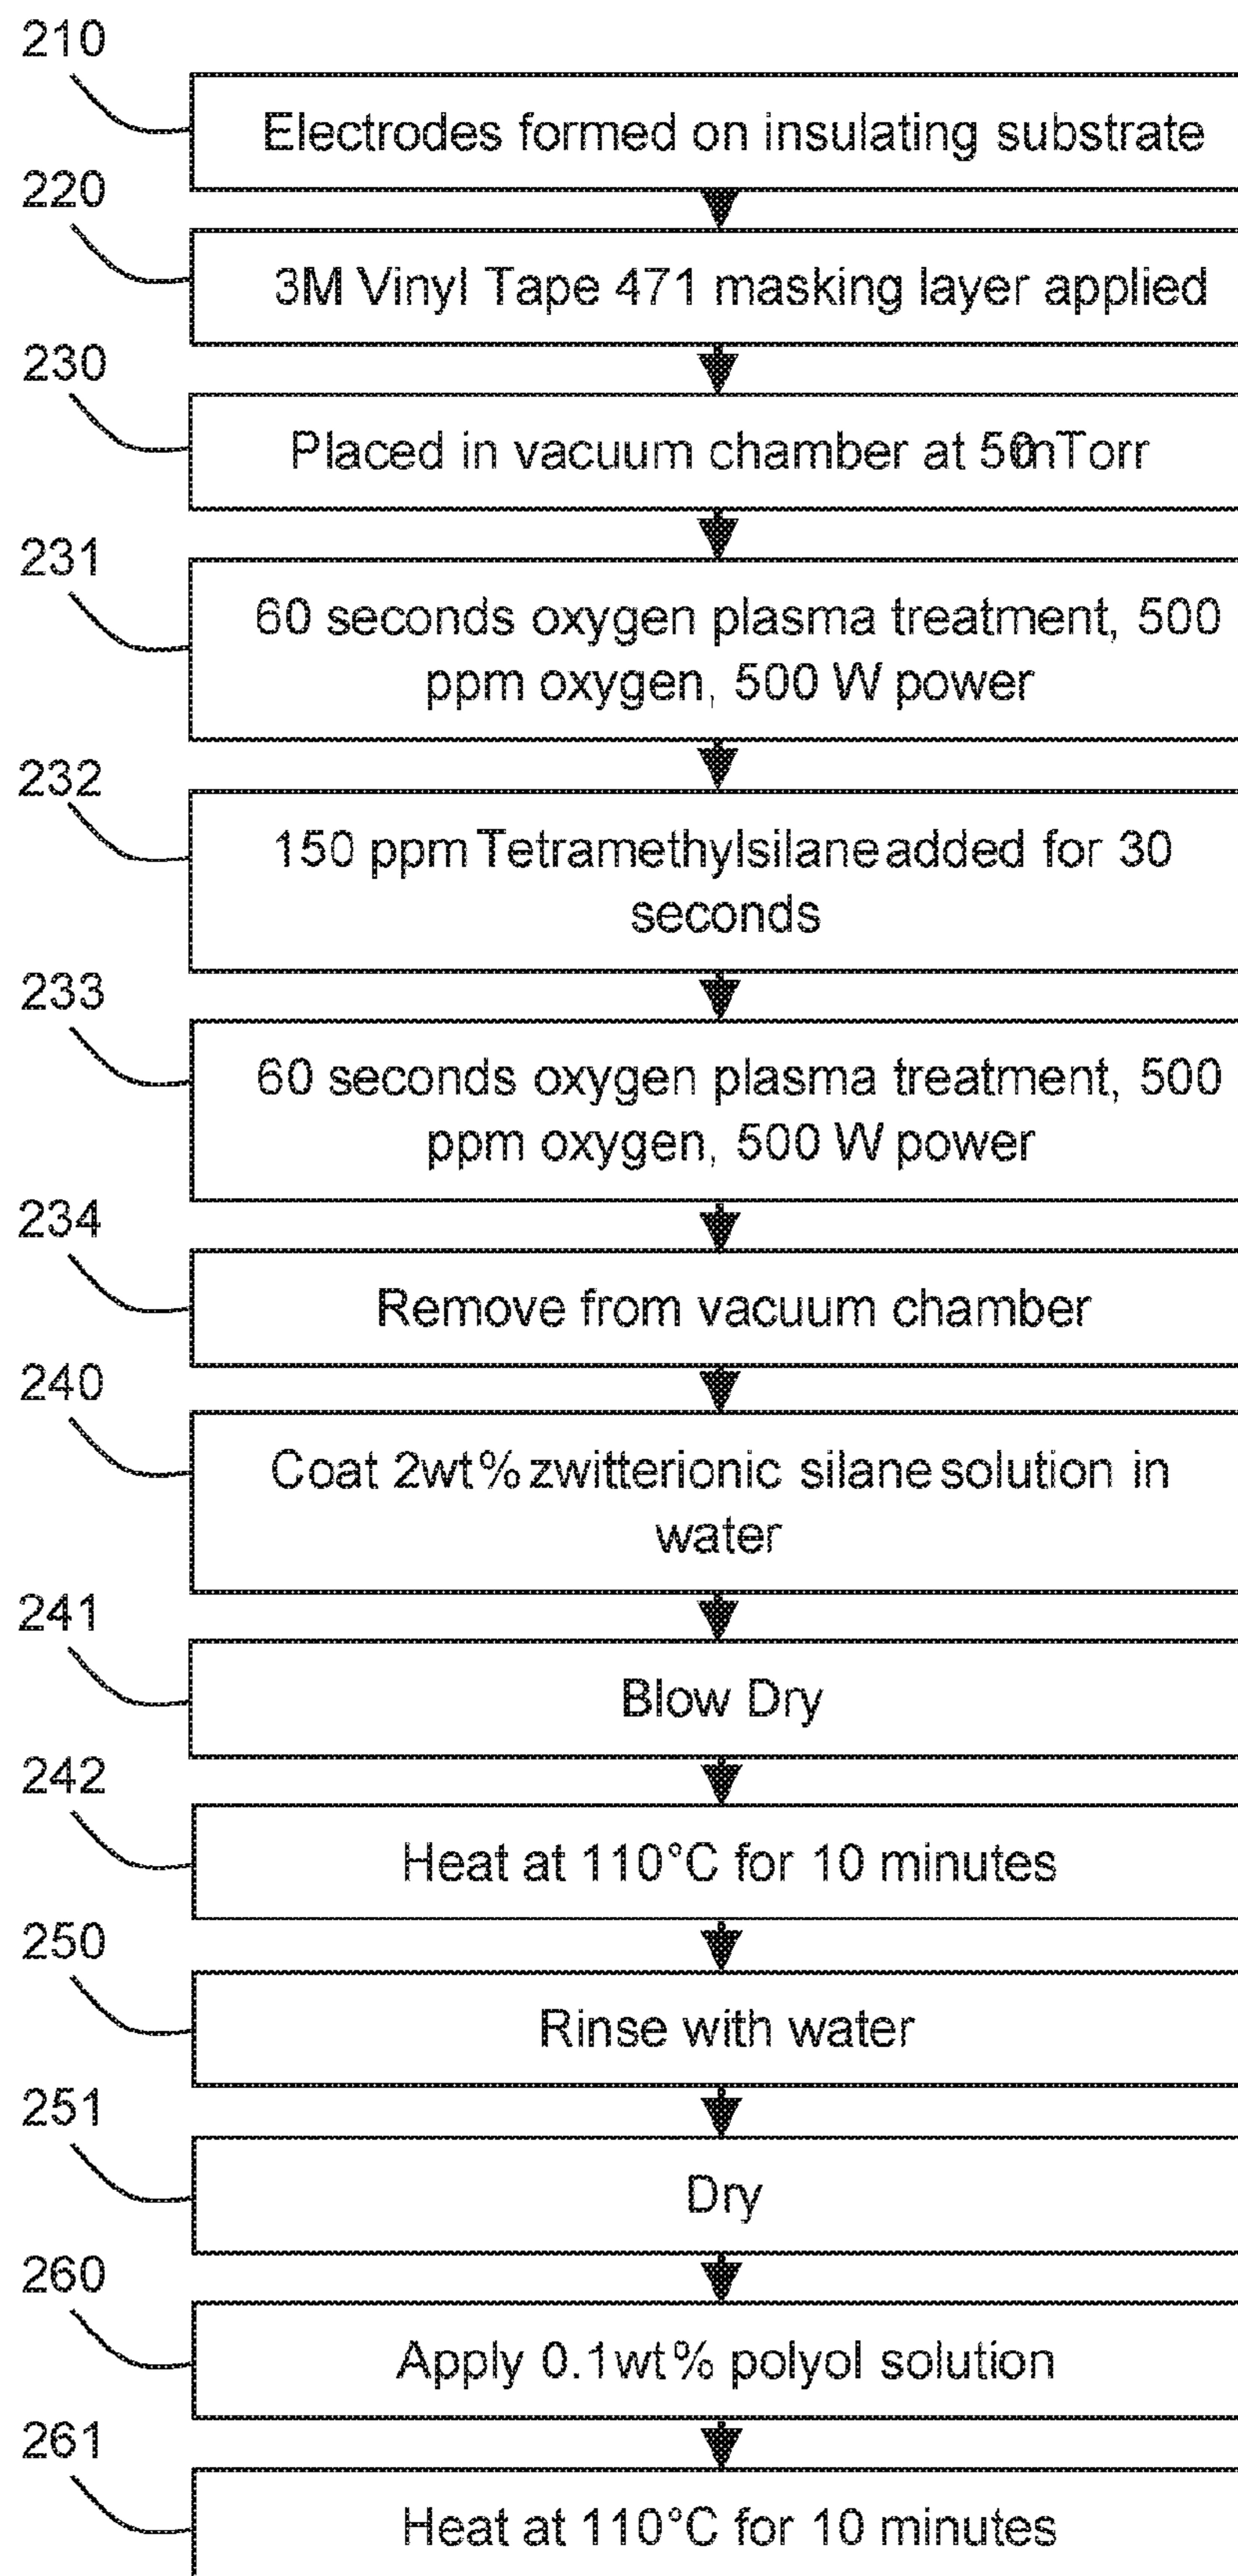 210
Electrodes formed on insulating substrate
220
3M Vinyl Tape 471 masking layer applied
230
Placed in vacuum chamber at 50mTorr
231
60 seconds oxygen plasma treatment, 500
ppm oxygen, 500 W power
232
150 ppm Tetramethylsilane added for 30
seconds
233
60 seconds oxygen plasma treatment, 500
ppm oxygen, 500 W power
234
Remove from vacuum chamber
240
Coat 2wt% zwitterionic silane solution in
water
241
Blow Dry
242
Heat at 110°C for 10 minutes
250
Rinse with water
251
Dry
260
Apply 0.1wt% polyol solution
261
Heat at 110°C for 10 minutes